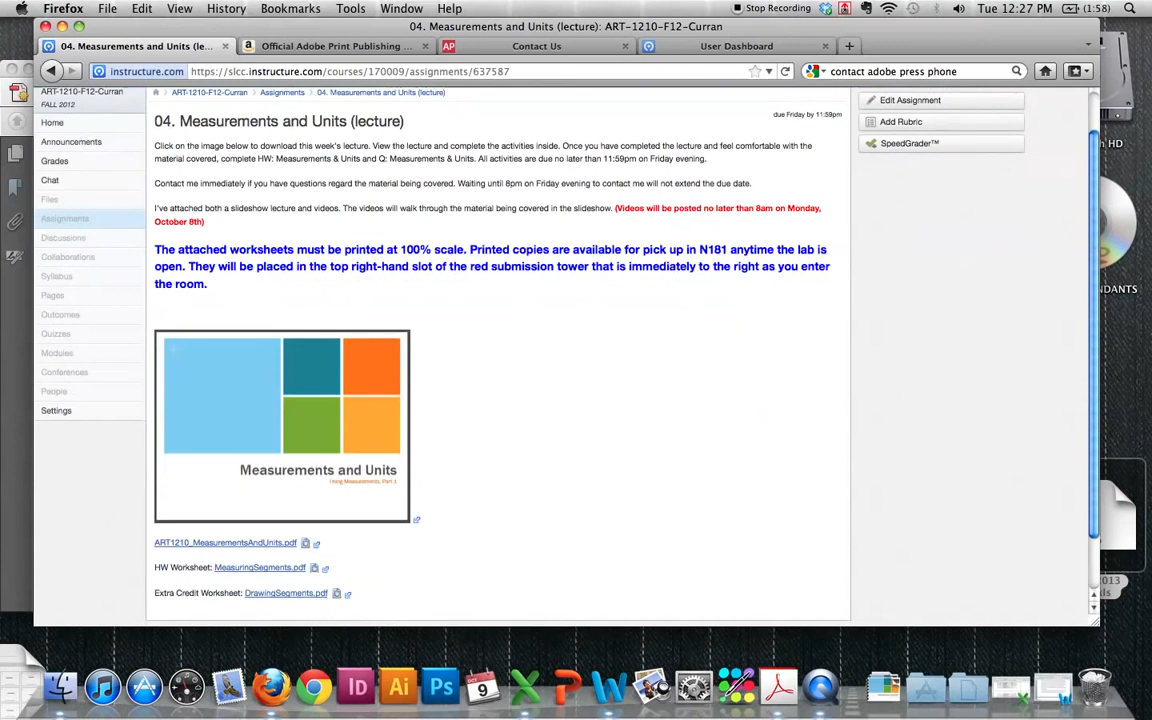 Firefox File Edit View History Bookmarks Tools Window Help Stop Recording Tue 12:27 PM (1:58)
04. Measurements and Units (lecture): ART-1210-F12-Curran
04. Measurements and Units (le... Official Adobe Print Publishing ... Contact Us User Dashboard
instructure.com https://slcc.instructure.com/courses/170009/assignments/637587 contact adobe press phone
ART-1210-F12-Curran
FALL 2012
Home
Announcements
Grades
Chat
Files
Assignments
Discussions
Collaborations
Syllabus
Pages
Outcomes
Quizzes
Modules
Conferences
People
Settings
ART-1210-F12-Curran Assignments 04. Measurements and Units (lecture)
04. Measurements and Units (lecture) due Friday by 11:59pm
Click on the image below to download this week's lecture. View the lecture and complete the activities inside. Once you have completed the lecture and feel comfortable with the
material covered, complete HW: Measurements & Units and Q: Measurements & Units. All activities are due no later than 11:59pm on Friday evening.
Contact me immediately if you have questions regard the material being covered. Waiting until 8pm on Friday evening to contact me will not extend the due date.
I've attached both a slideshow lecture and videos. The videos will walk through the material being covered in the slideshow. (Videos will be posted no later than 8am on Monday,
October 8th)
The attached worksheets must be printed at 100% scale. Printed copies are available for pick up in N181 anytime the lab is
open. They will be placed in the top right-hand slot of the red submission tower that is immediately to the right as you enter
the room.
Measurements and Units
Using Measurements, Part 1
ART1210_MeasurementsAndUnits.pdf
HW Worksheet: MeasuringSegments.pdf
Extra Credit Worksheet: DrawingSegments.pdf
Edit Assignment
Add Rubric
SpeedGrader™
HD
NDANTS
013
ls
Id Ai Ps OCT 9 X P W